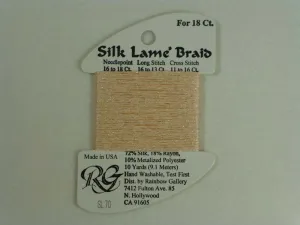 For 18 Ct.
Silk Lamé Braid
Needlepoint Long Stitch Cross Stitch
16 to 18 Ct. 16 to 13 Ct. 11 to 16 Ct.
Made in USA
RG
SL 70
72% Silk, 18% Rayon,
10% Metalized Polyester
10 Yards (9.1 Meters)
Hand Washable, Test First
Dist. by Rainbow Gallery
7412 Fulton Ave. #5
N. Hollywood
CA 91605